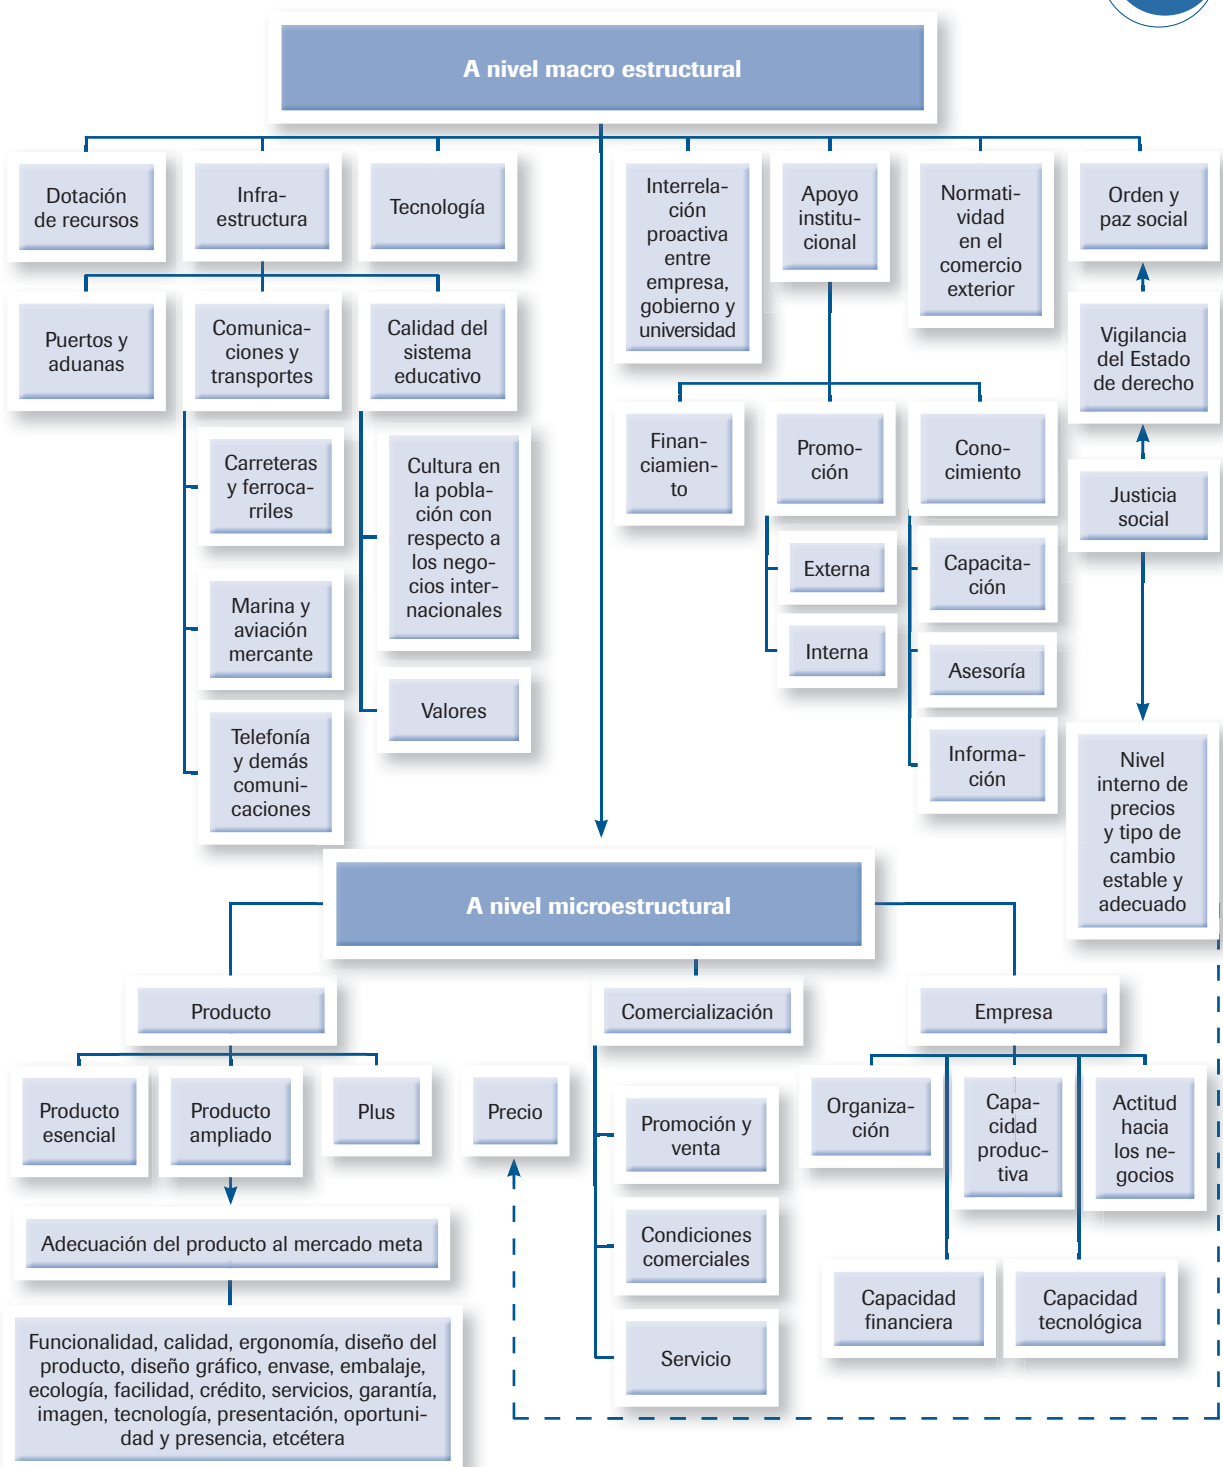 A nivel macro estructural
Dotación
de recursos
Infra-
estructura
Tecnología
Interrela-
ción
proactiva
entre
empresa,
gobierno y
universidad
Apoyo
institu-
cional
Normati-
vidad
en el
comercio
exterior
Orden y
paz social
Puertos y
aduanas
Comunica-
ciones y
transportes
Calidad del
sistema
educativo
Vigilancia
del Estado
de derecho
Carreteras
y ferroca-
rriles
Marina y
aviación
mercante
Telefonía
y demás
comuni-
caciones
Cultura en
la pobla-
ción con
respecto a
los nego-
cios inter-
nacionales
Valores
Finan-
ciamien-
to
Promo-
ción
Externa
Interna
Cono-
cimiento
Capacita-
ción
Asesoría
Informa-
ción
Justicia
social
Nivel
interno de
precios
y tipo de
cambio
estable y
adecuado
A nivel microestructural
Producto
Producto
esencial
Producto
ampliado
Plus
Precio
Adecuación del producto al mercado meta
Funcionalidad, calidad, ergonomía, diseño del
producto, diseño gráfico, envase, embalaje,
ecología, facilidad, crédito, servicios, garantía,
imagen, tecnología, presentación, oportuni-
dad y presencia, etcétera
Comercialización
Promoción y
venta
Condiciones
comerciales
Servicio
Empresa
Organiza-
ción
Capa-
cidad
produc-
tiva
Actitud
hacia
los ne-
gocios
Capacidad
financiera
Capacidad
tecnológica